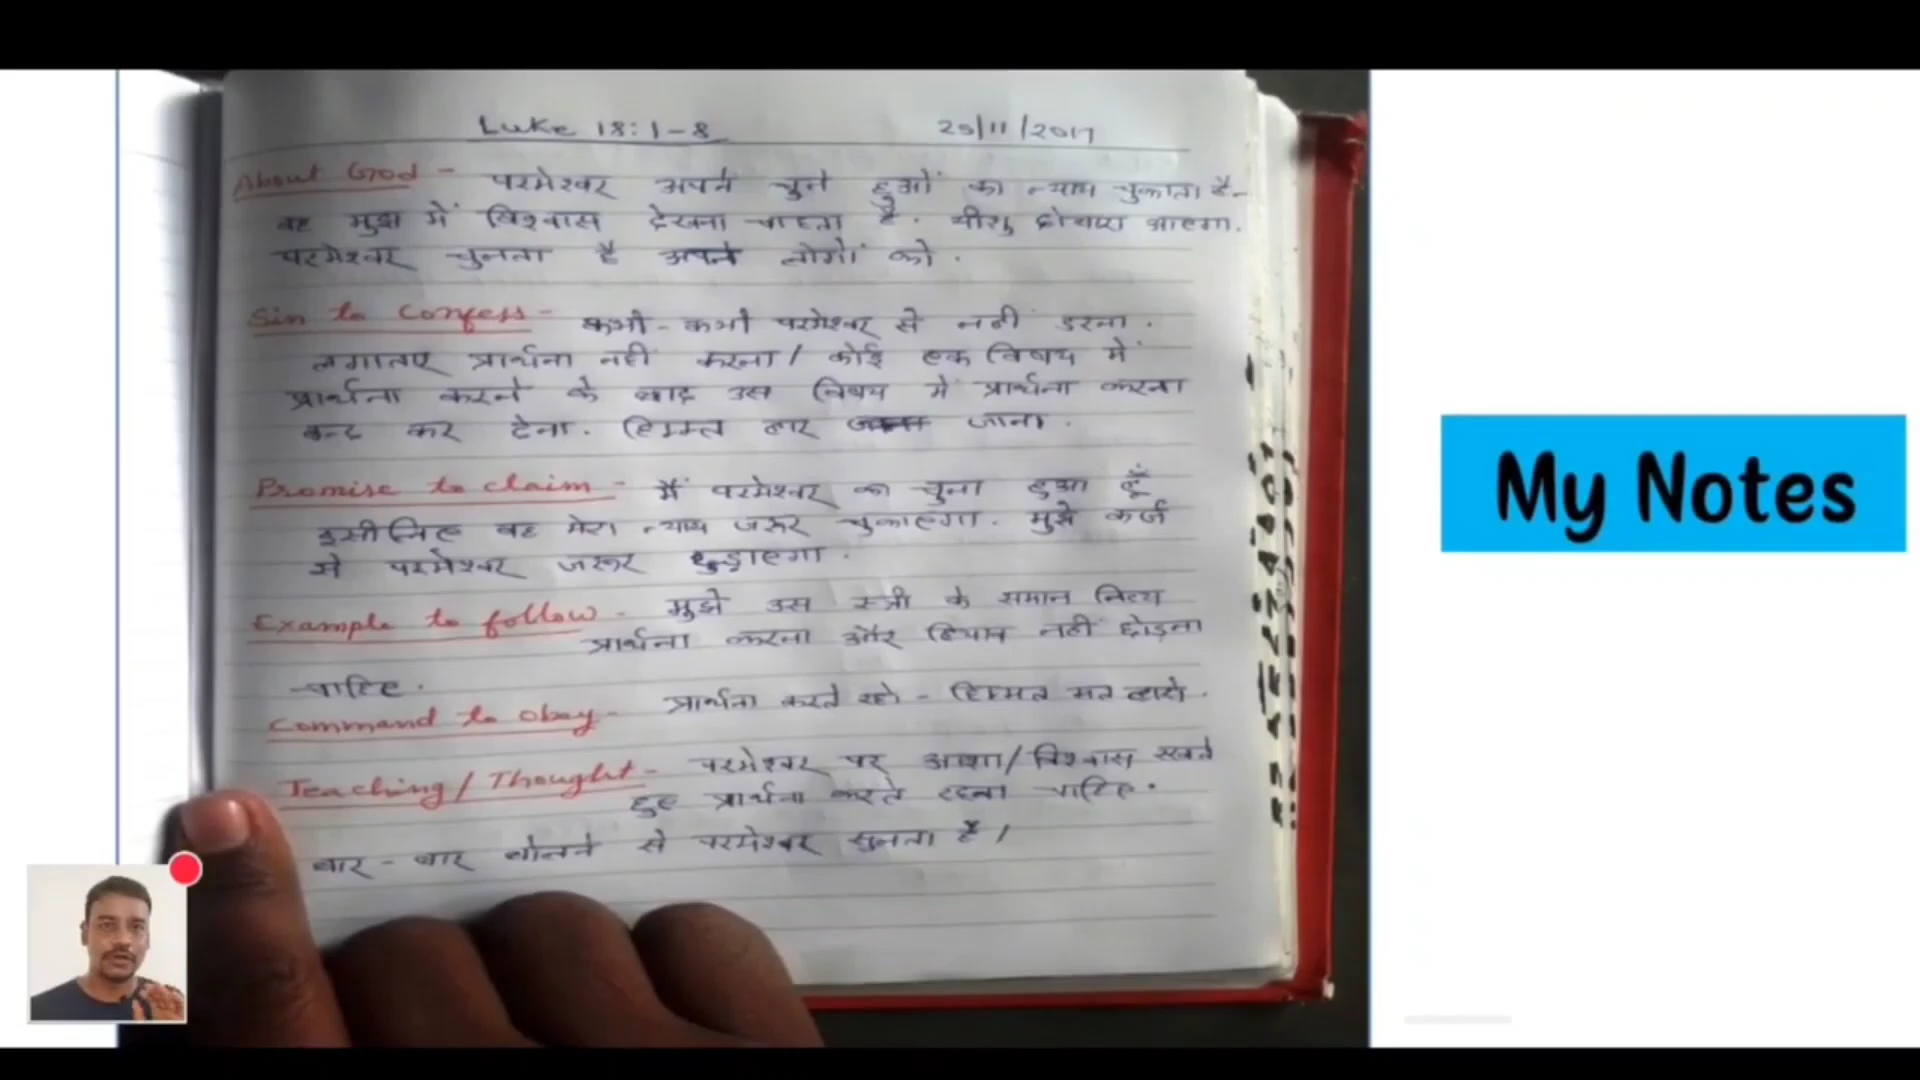 Luke 18:1-8 25/11/2017
About God - परमेश्वर अपने चुने हुओं का न्याय चुकाता है-
वह मुझ में विश्वास देखना चाहता है. यीशु दोबारा आएगा.
परमेश्वर चुनता है अपने लोगों को.
Sin to confess - कभी-कभी परमेश्वर से नहीं डरना.
लगातार प्रार्थना नहीं करना / कोई एक विषय में
प्रार्थना करने के बाद उस विषय में प्रार्थना करना
बन्द कर देना. हिम्मत हार जाना.
Promise to claim - मैं परमेश्वर का चुना हुआ हूँ
इसीलिए वह मेरा न्याय जरूर चुकाएगा. मुझे कर्ज
से परमेश्वर जरूर छुड़ाएगा.
Example to follow - मुझे उस स्त्री के समान नित्य
प्रार्थना करना और हियाव नहीं छोड़ना
चाहिए.
Command to obey - प्रार्थना करते रहो - हिम्मत मत हारो.
Teaching / Thought - परमेश्वर पर आशा/विश्वास रखते
हुए प्रार्थना करते रहना चाहिए.
बार-बार बोलने से परमेश्वर सुनता है /
My Notes